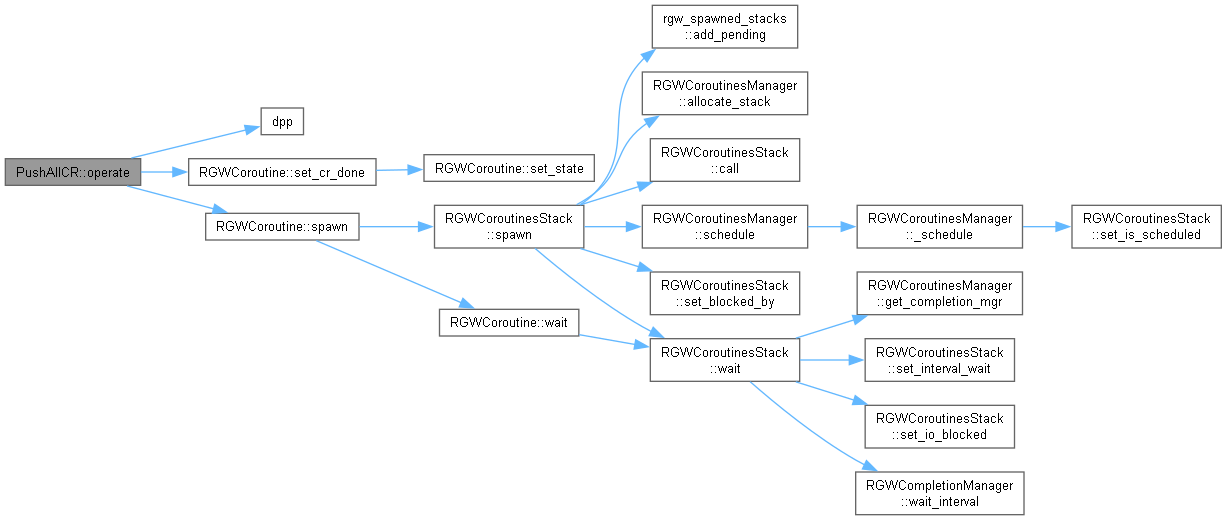 rgw_spawned_stacks
::add_pending
RGWCoroutinesManager
::allocate_stack
dpp
RGWCoroutinesStack
::call
PushAllCR::operate
RGWCoroutine::set_cr_done
RGWCoroutine::set_state
RGWCoroutine::spawn
RGWCoroutinesStack
::spawn
RGWCoroutinesManager
::schedule
RGWCoroutinesManager
::_schedule
RGWCoroutinesStack
::set_is_scheduled
RGWCoroutinesStack
::set_blocked_by
RGWCoroutinesManager
::get_completion_mgr
RGWCoroutine::wait
RGWCoroutinesStack
::wait
RGWCoroutinesStack
::set_interval_wait
RGWCoroutinesStack
::set_io_blocked
RGWCompletionManager
::wait_interval